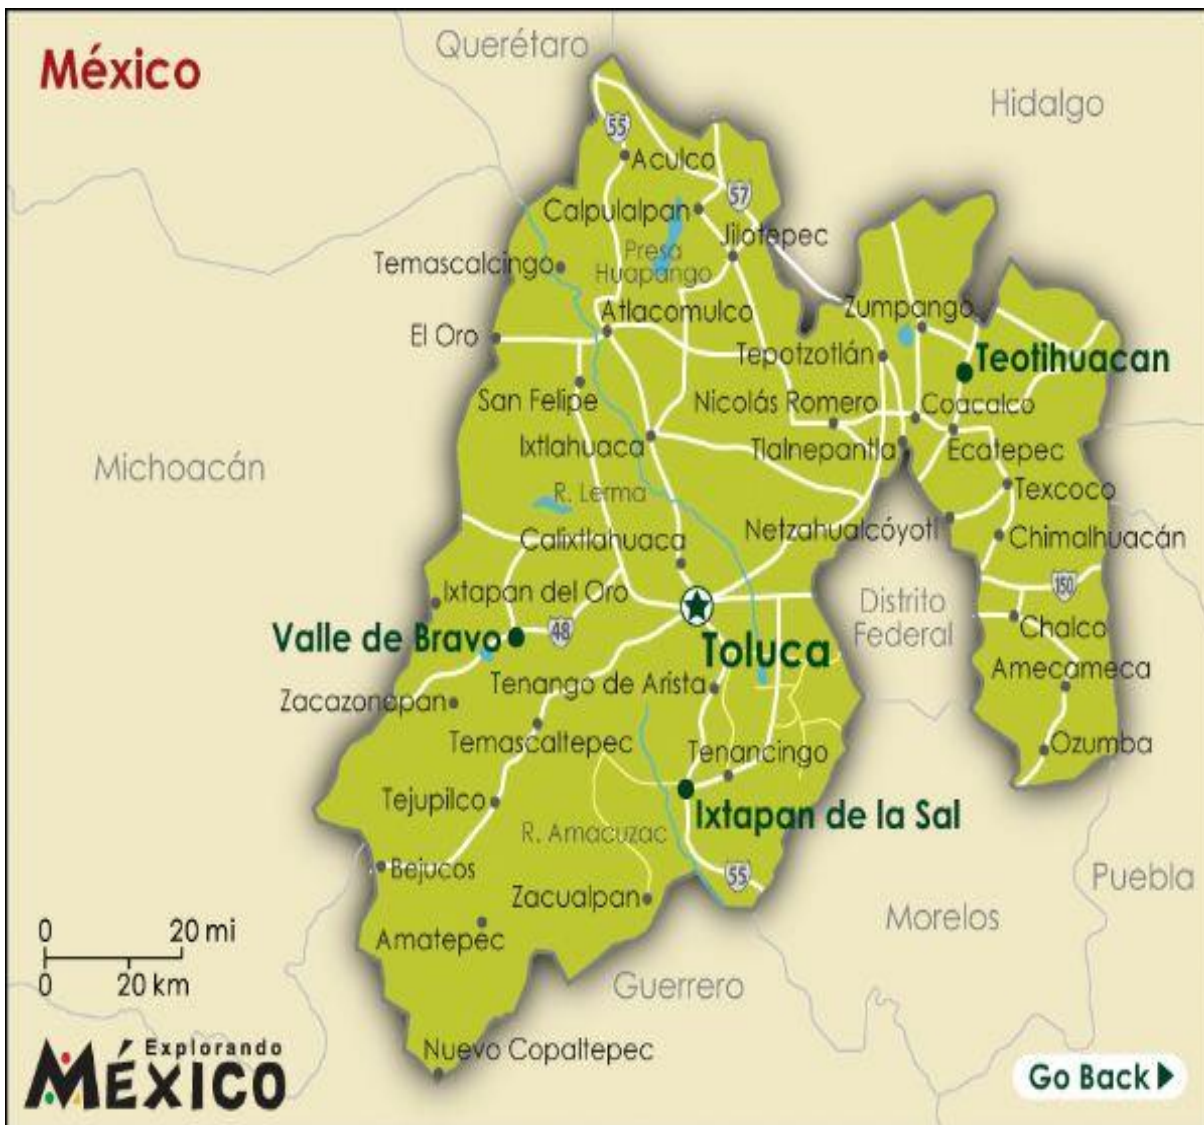 Querétaro
México
Hidalgo
55
Aculco
57
Calpulalpan
Jilotepec
Presa
Huapango
Temascalcingo
Atlacomulco
Zumpango
El Oro
Tepotzotlán
Teotihuacan
San Felipe
Nicolás Romero
Coacalco
Ixtlahuaca
Tlalnepantla
Ecatepec
Michoacán
R. Lerma
Texcoco
Netzahualcóyotl
Calixtlahuaca
Chimalhuacán
Ixtapan del Oro
150
Distrito
Federal
Chalco
Valle de Bravo
48
Toluca
Amecameca
Tenango de Arista
Zacazonapan
Temascaltepec
Tenancingo
Ozumba
Tejupilco
Ixtapan de la Sal
R. Amacuzac
Bejucos
55
Puebla
Zacualpan
Morelos
0 20 mi
Amatepec
0 20 km
Guerrero
Explorando
MÉXICO
Nuevo Copaltepec
Go Back